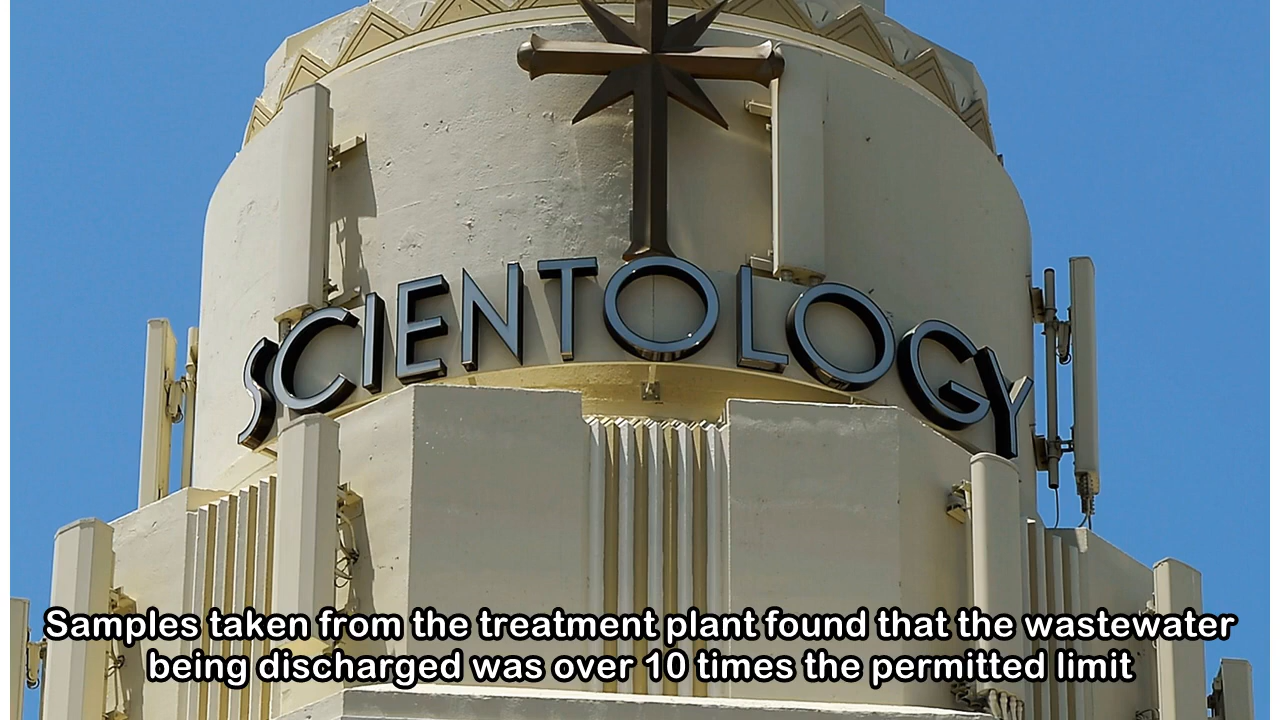 SCIENTOLOGY
Samples taken from the treatment plant found that the wastewater
being discharged was over 10 times the permitted limit